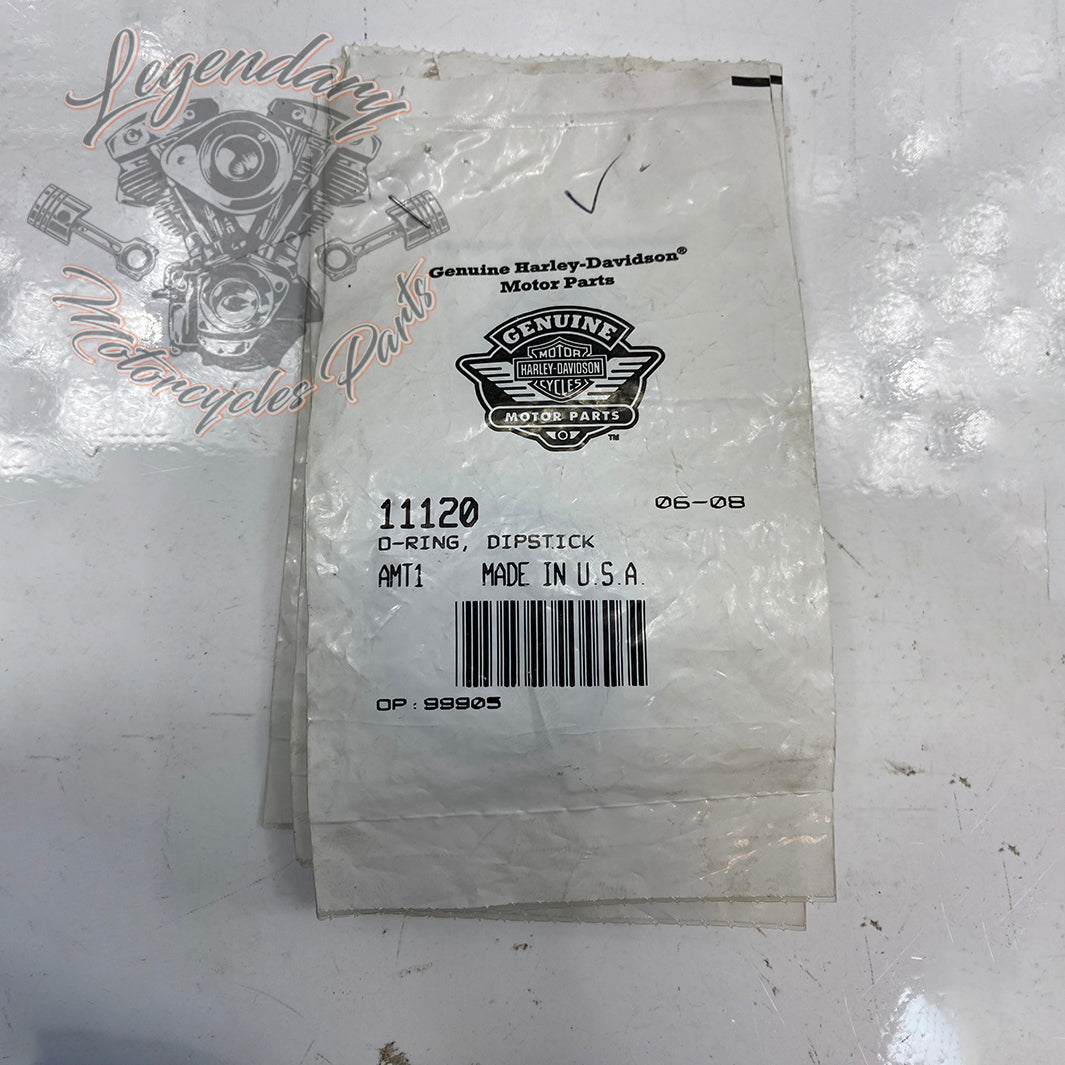 Legendary
Motorcycles Parts
Genuine Harley-Davidson®
Motor Parts
GENUINE
MOTOR
HARLEY-DAVIDSON
CYCLES
MOTOR PARTS
™
11120 06-08
O-RING, DIPSTICK
AMT1 MADE IN U.S.A.
OP: 99905